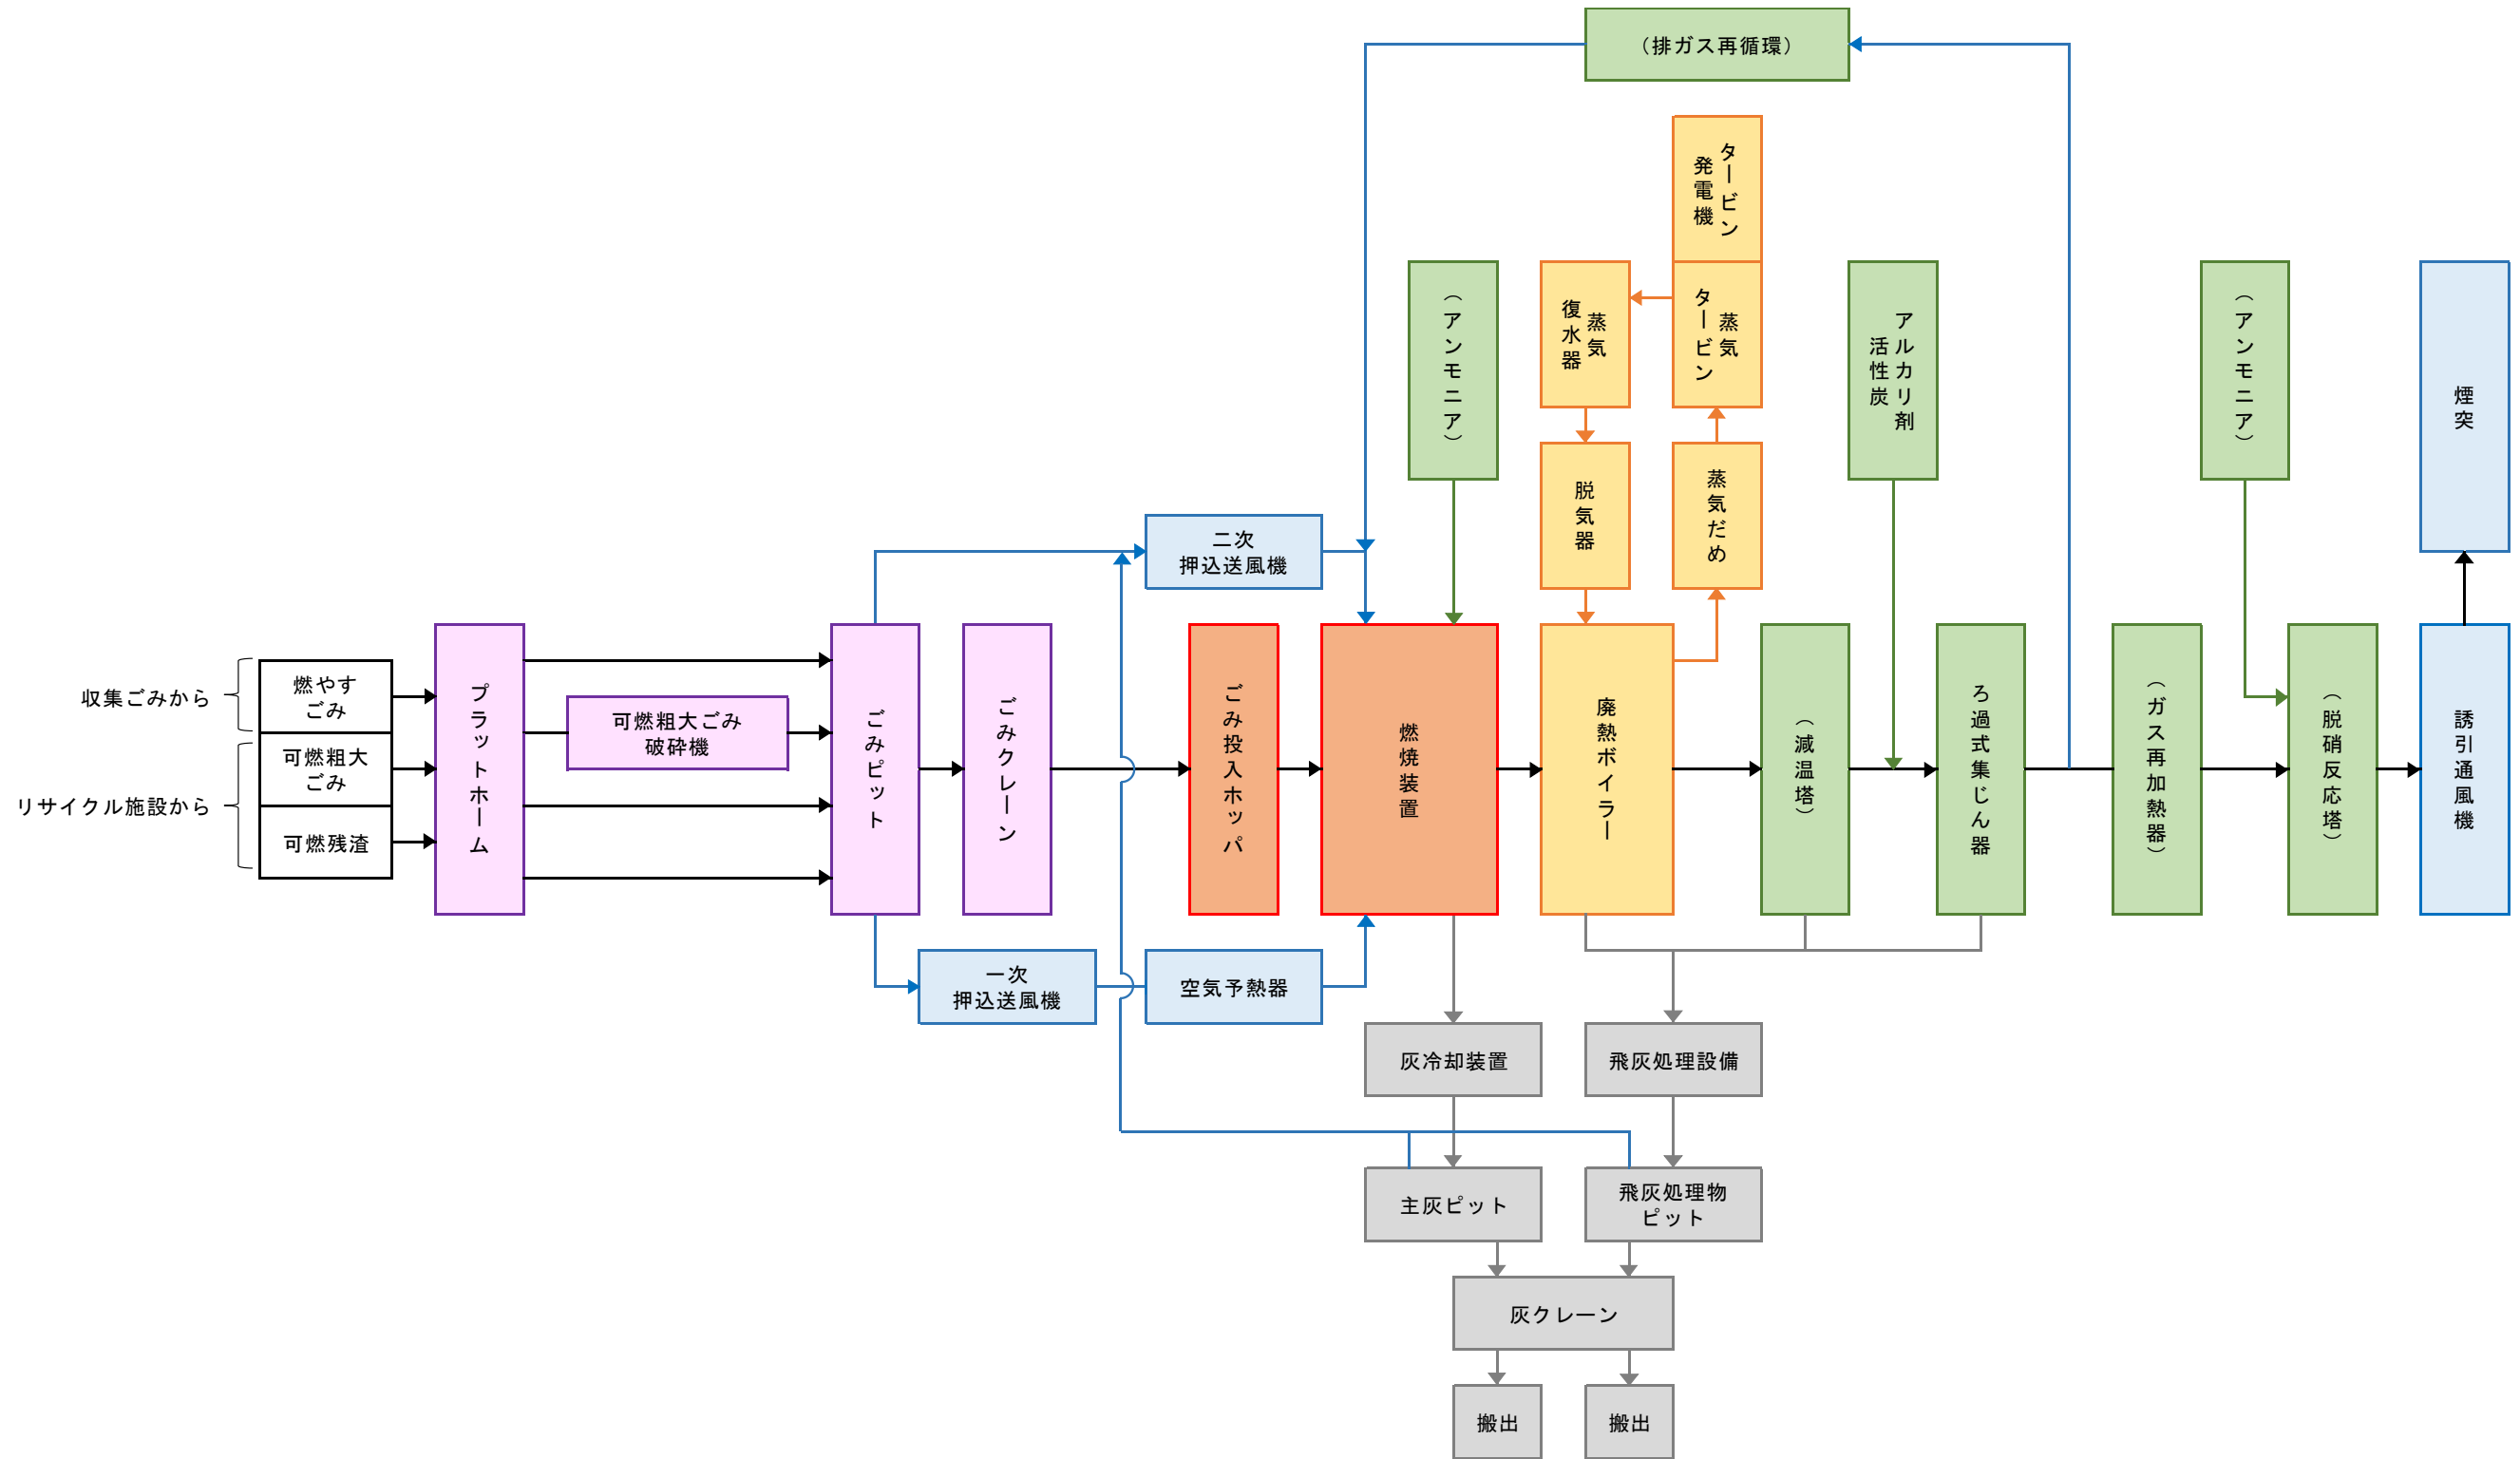 （排ガス再循環）
タービン
発電機
（アンモニア）
蒸気
復水器
蒸気
タービン
アルカリ剤
活性炭
（アンモニア）
煙突
脱気器
蒸気だめ
二次
押込送風機
収集ごみから
リサイクル施設から
燃やす
ごみ
可燃粗大
ごみ
可燃残渣
プラットホーム
可燃粗大ごみ
破砕機
ごみピット
ごみクレーン
ごみ投入ホッパ
燃焼装置
廃熱ボイラー
（減温塔）
ろ過式集じん器
（ガス再加熱器）
（脱硝反応塔）
誘引通風機
一次
押込送風機
空気予熱器
灰冷却装置
飛灰処理設備
主灰ピット
飛灰処理物
ピット
灰クレーン
搬出
搬出